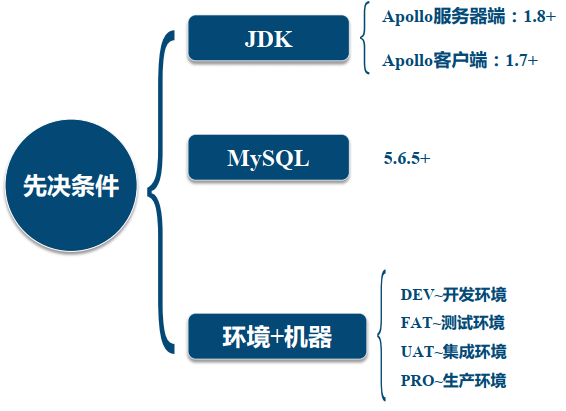 先决条件
JDK
Apollo服务器端：1.8+
Apollo客户端：1.7+
MySQL
5.6.5+
环境+机器
DEV~开发环境
FAT~测试环境
UAT~集成环境
PRO~生产环境